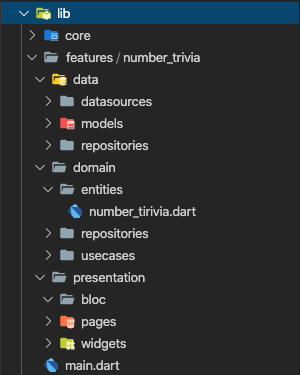 lib
core
features / number_trivia
data
datasources
models
repositories
domain
entities
number_tirivia.dart
repositories
usecases
presentation
bloc
pages
widgets
main.dart